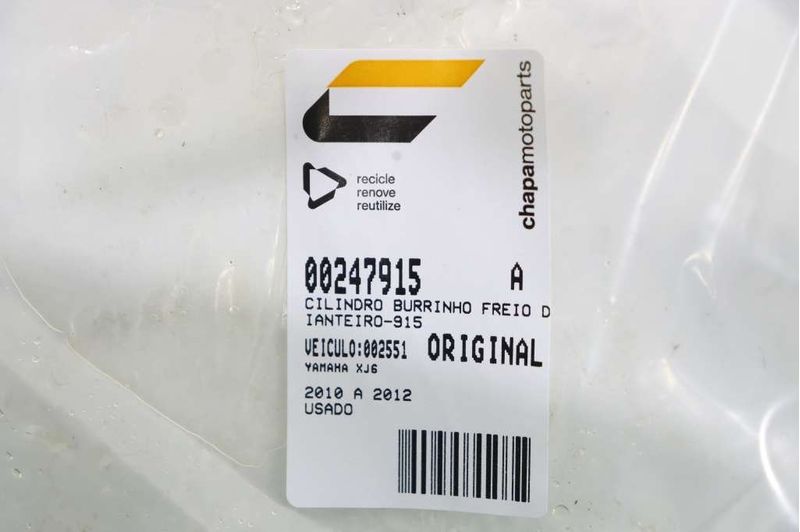 chapamotoparts
recicle
renove
reutilize
00247915 A
CILINDRO BURRINHO FREIO D
IANTEIRO-915
VEICULO:002551 ORIGINAL
YAMAHA XJ6
2010 A 2012
USADO